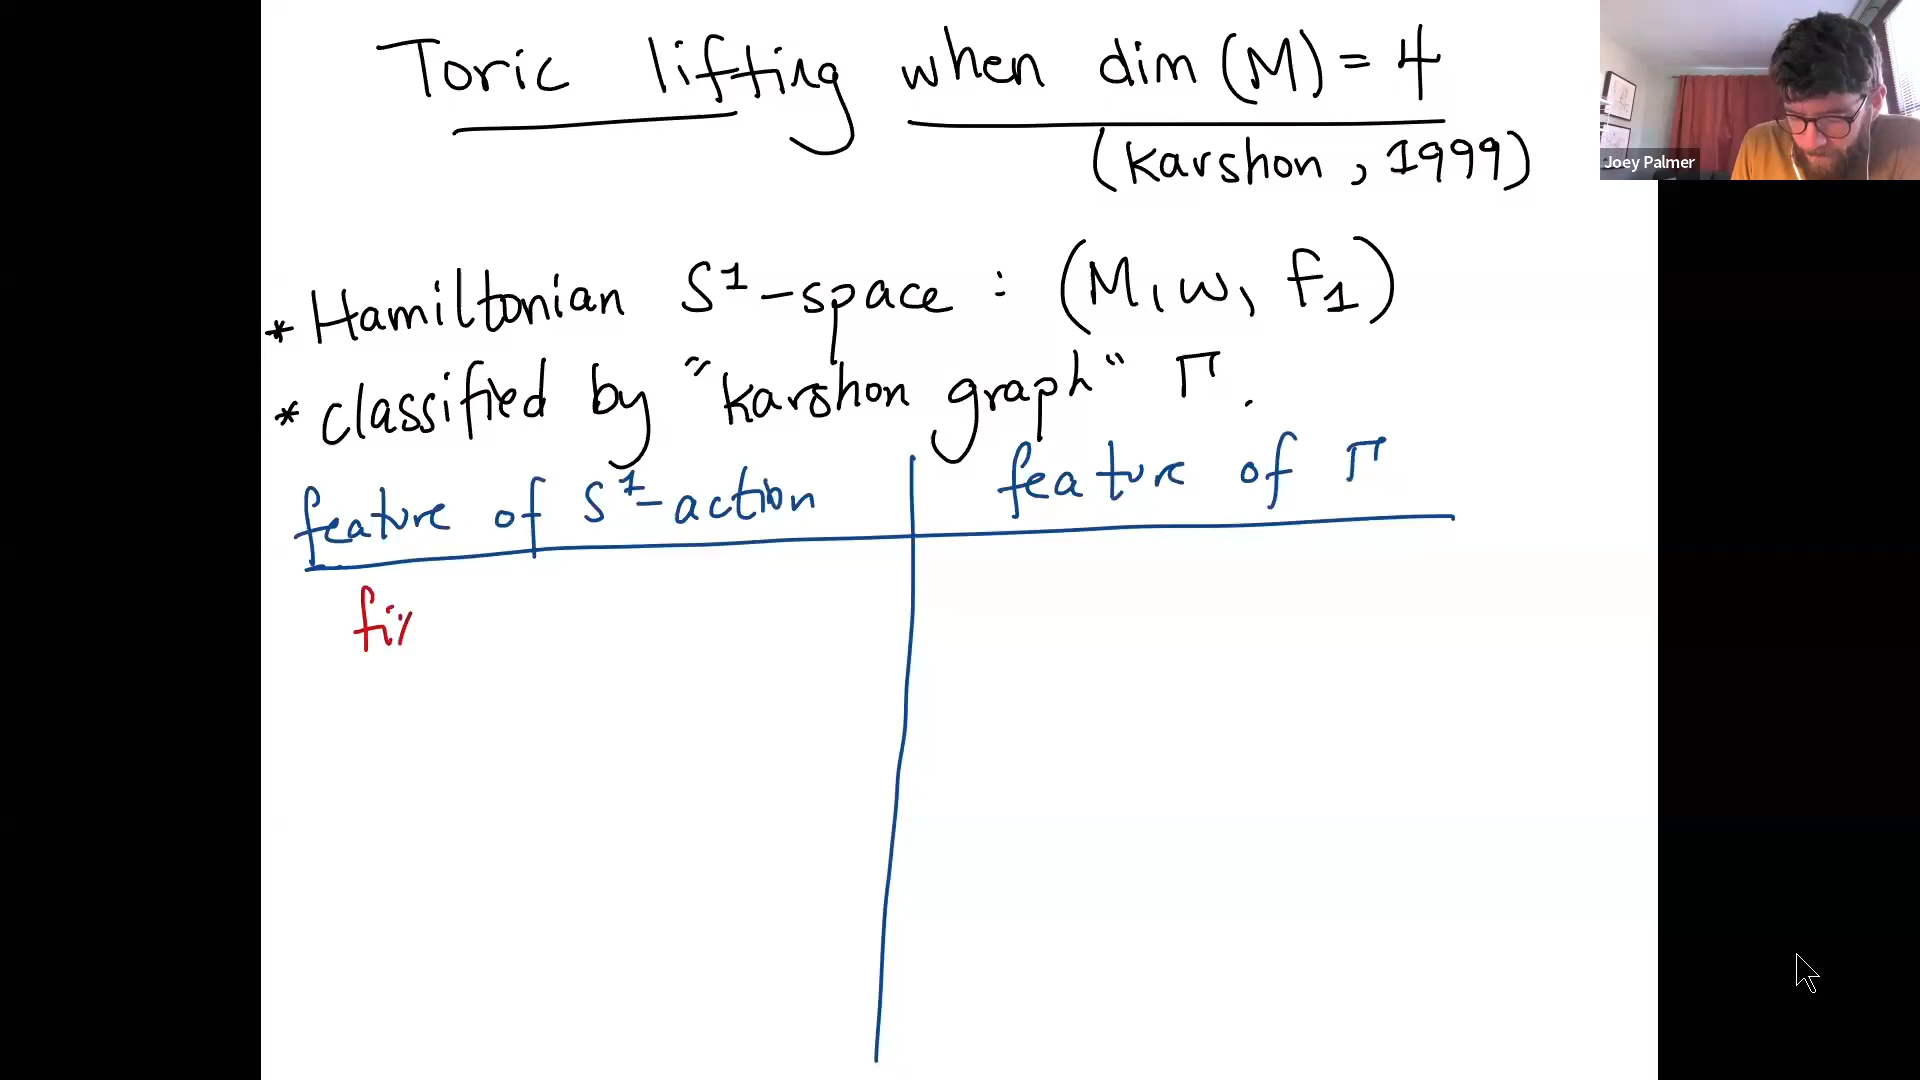 Toric lifting when dim (M) = 4
(Karshon, 1999)
Joey Palmer
* Hamiltonian S¹-space : (M, ω, f₁)
* classified by "Karshon graph" Γ.
feature of S¹-action
feature of Γ
fix